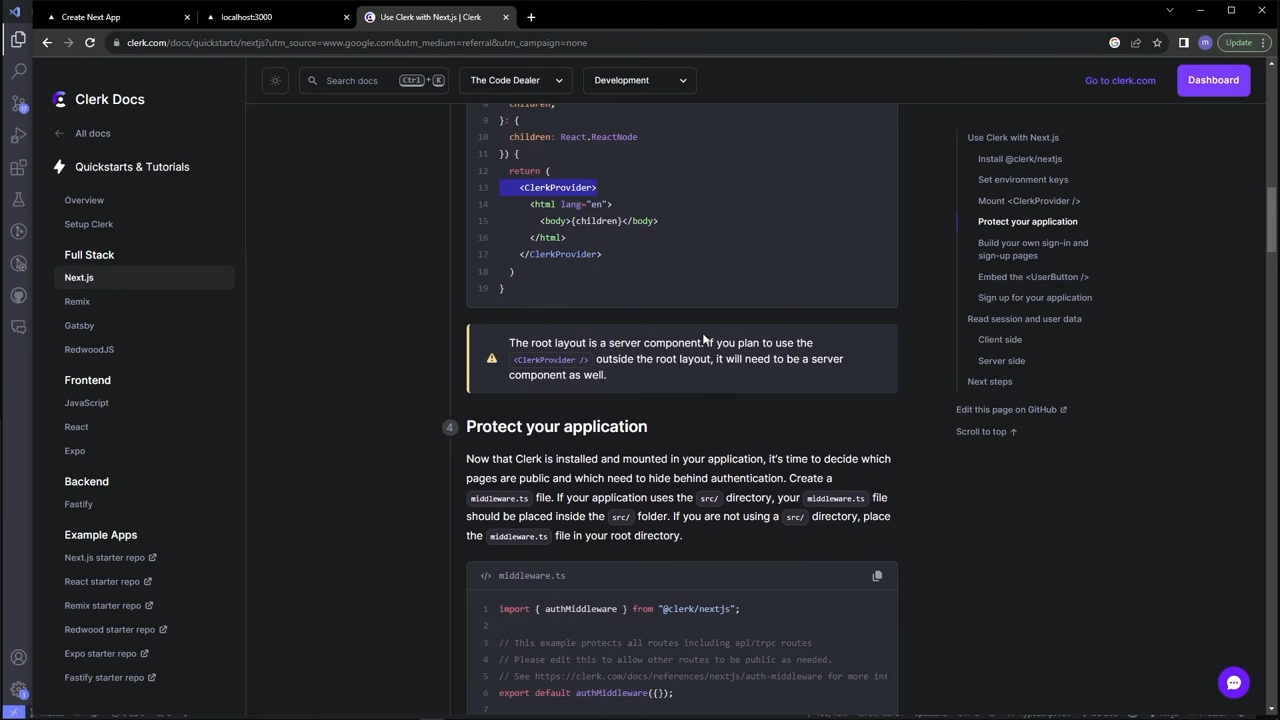 Create Next App
localhost:3000
Use Clerk with Next.js | Clerk
clerk.com/docs/quickstarts/nextjs?utm_source=www.google.com&utm_medium=referral&utm_campaign=none
m
Update
Clerk Docs
Search docs
Ctrl + K
The Code Dealer
Development
Go to clerk.com
Dashboard
All docs
Quickstarts & Tutorials
Overview
Setup Clerk
Full Stack
Next.js
Remix
Gatsby
RedwoodJS
Frontend
JavaScript
React
Expo
Backend
Fastify
Example Apps
Next.js starter repo
React starter repo
Remix starter repo
Redwood starter repo
Expo starter repo
Fastify starter repo
8 children,
9 }: {
10 children: React.ReactNode
11 }) {
12 return (
13 <ClerkProvider>
14 <html lang="en">
15 <body>{children}</body>
16 </html>
17 </ClerkProvider>
18 )
19 }
The root layout is a server component. If you plan to use the
<ClerkProvider /> outside the root layout, it will need to be a server
component as well.
4 Protect your application
Now that Clerk is installed and mounted in your application, it's time to decide which
pages are public and which need to hide behind authentication. Create a
middleware.ts file. If your application uses the src/ directory, your middleware.ts file
should be placed inside the src/ folder. If you are not using a src/ directory, place
the middleware.ts file in your root directory.
</> middleware.ts
1 import { authMiddleware } from "@clerk/nextjs";
2
3 // This example protects all routes including api/trpc routes
4 // Please edit this to allow other routes to be public as needed.
5 // See https://clerk.com/docs/references/nextjs/auth-middleware for more in
6 export default authMiddleware({});
7
Use Clerk with Next.js
Install @clerk/nextjs
Set environment keys
Mount <ClerkProvider />
Protect your application
Build your own sign-in and
sign-up pages
Embed the <UserButton />
Sign up for your application
Read session and user data
Client side
Server side
Next steps
Edit this page on GitHub
Scroll to top
17
1